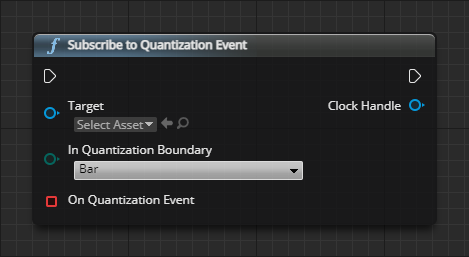 f Subscribe to Quantization Event
Target
Clock Handle
Select Asset
In Quantization Boundary
Bar
On Quantization Event